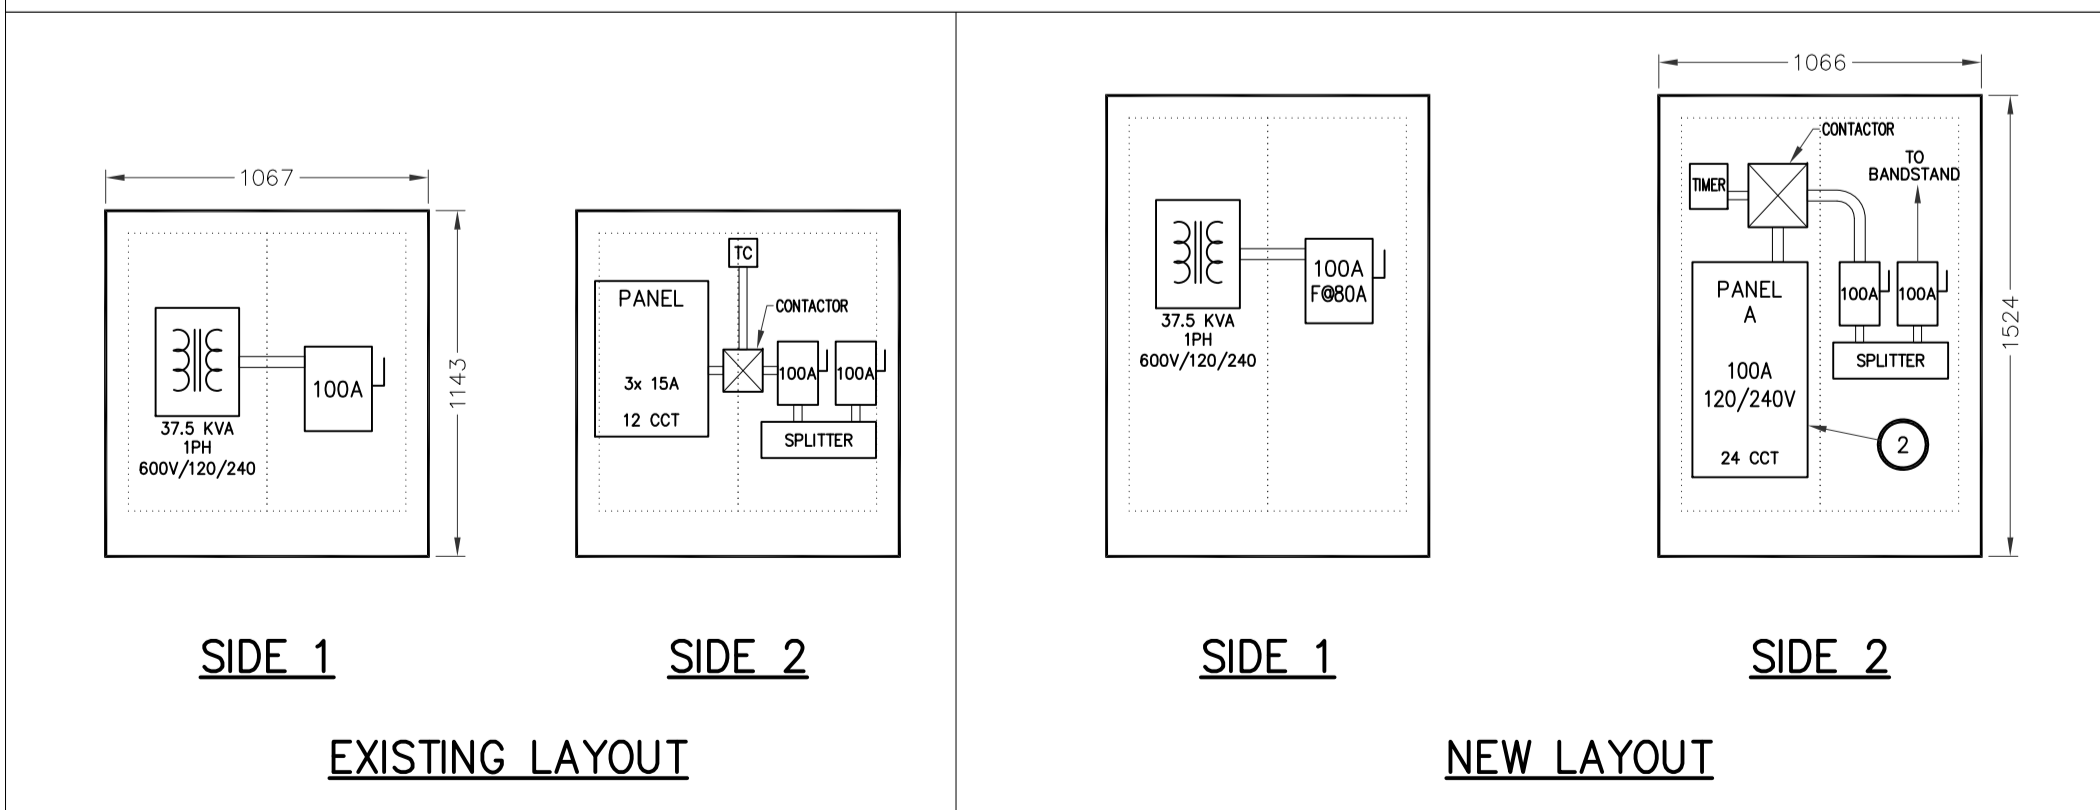 1067
1143
37.5 KVA
1PH
600V/120/240
100A
SIDE 1
TC
PANEL
3x 15A
12 CCT
CONTACTOR
100A
100A
SPLITTER
SIDE 2
EXISTING LAYOUT
37.5 KVA
1PH
600V/120/240
100A
F@80A
SIDE 1
1066
1524
CONTACTOR
TIMER
TO
BANDSTAND
PANEL
A
100A
120/240V
24 CCT
100A
100A
SPLITTER
2
SIDE 2
NEW LAYOUT